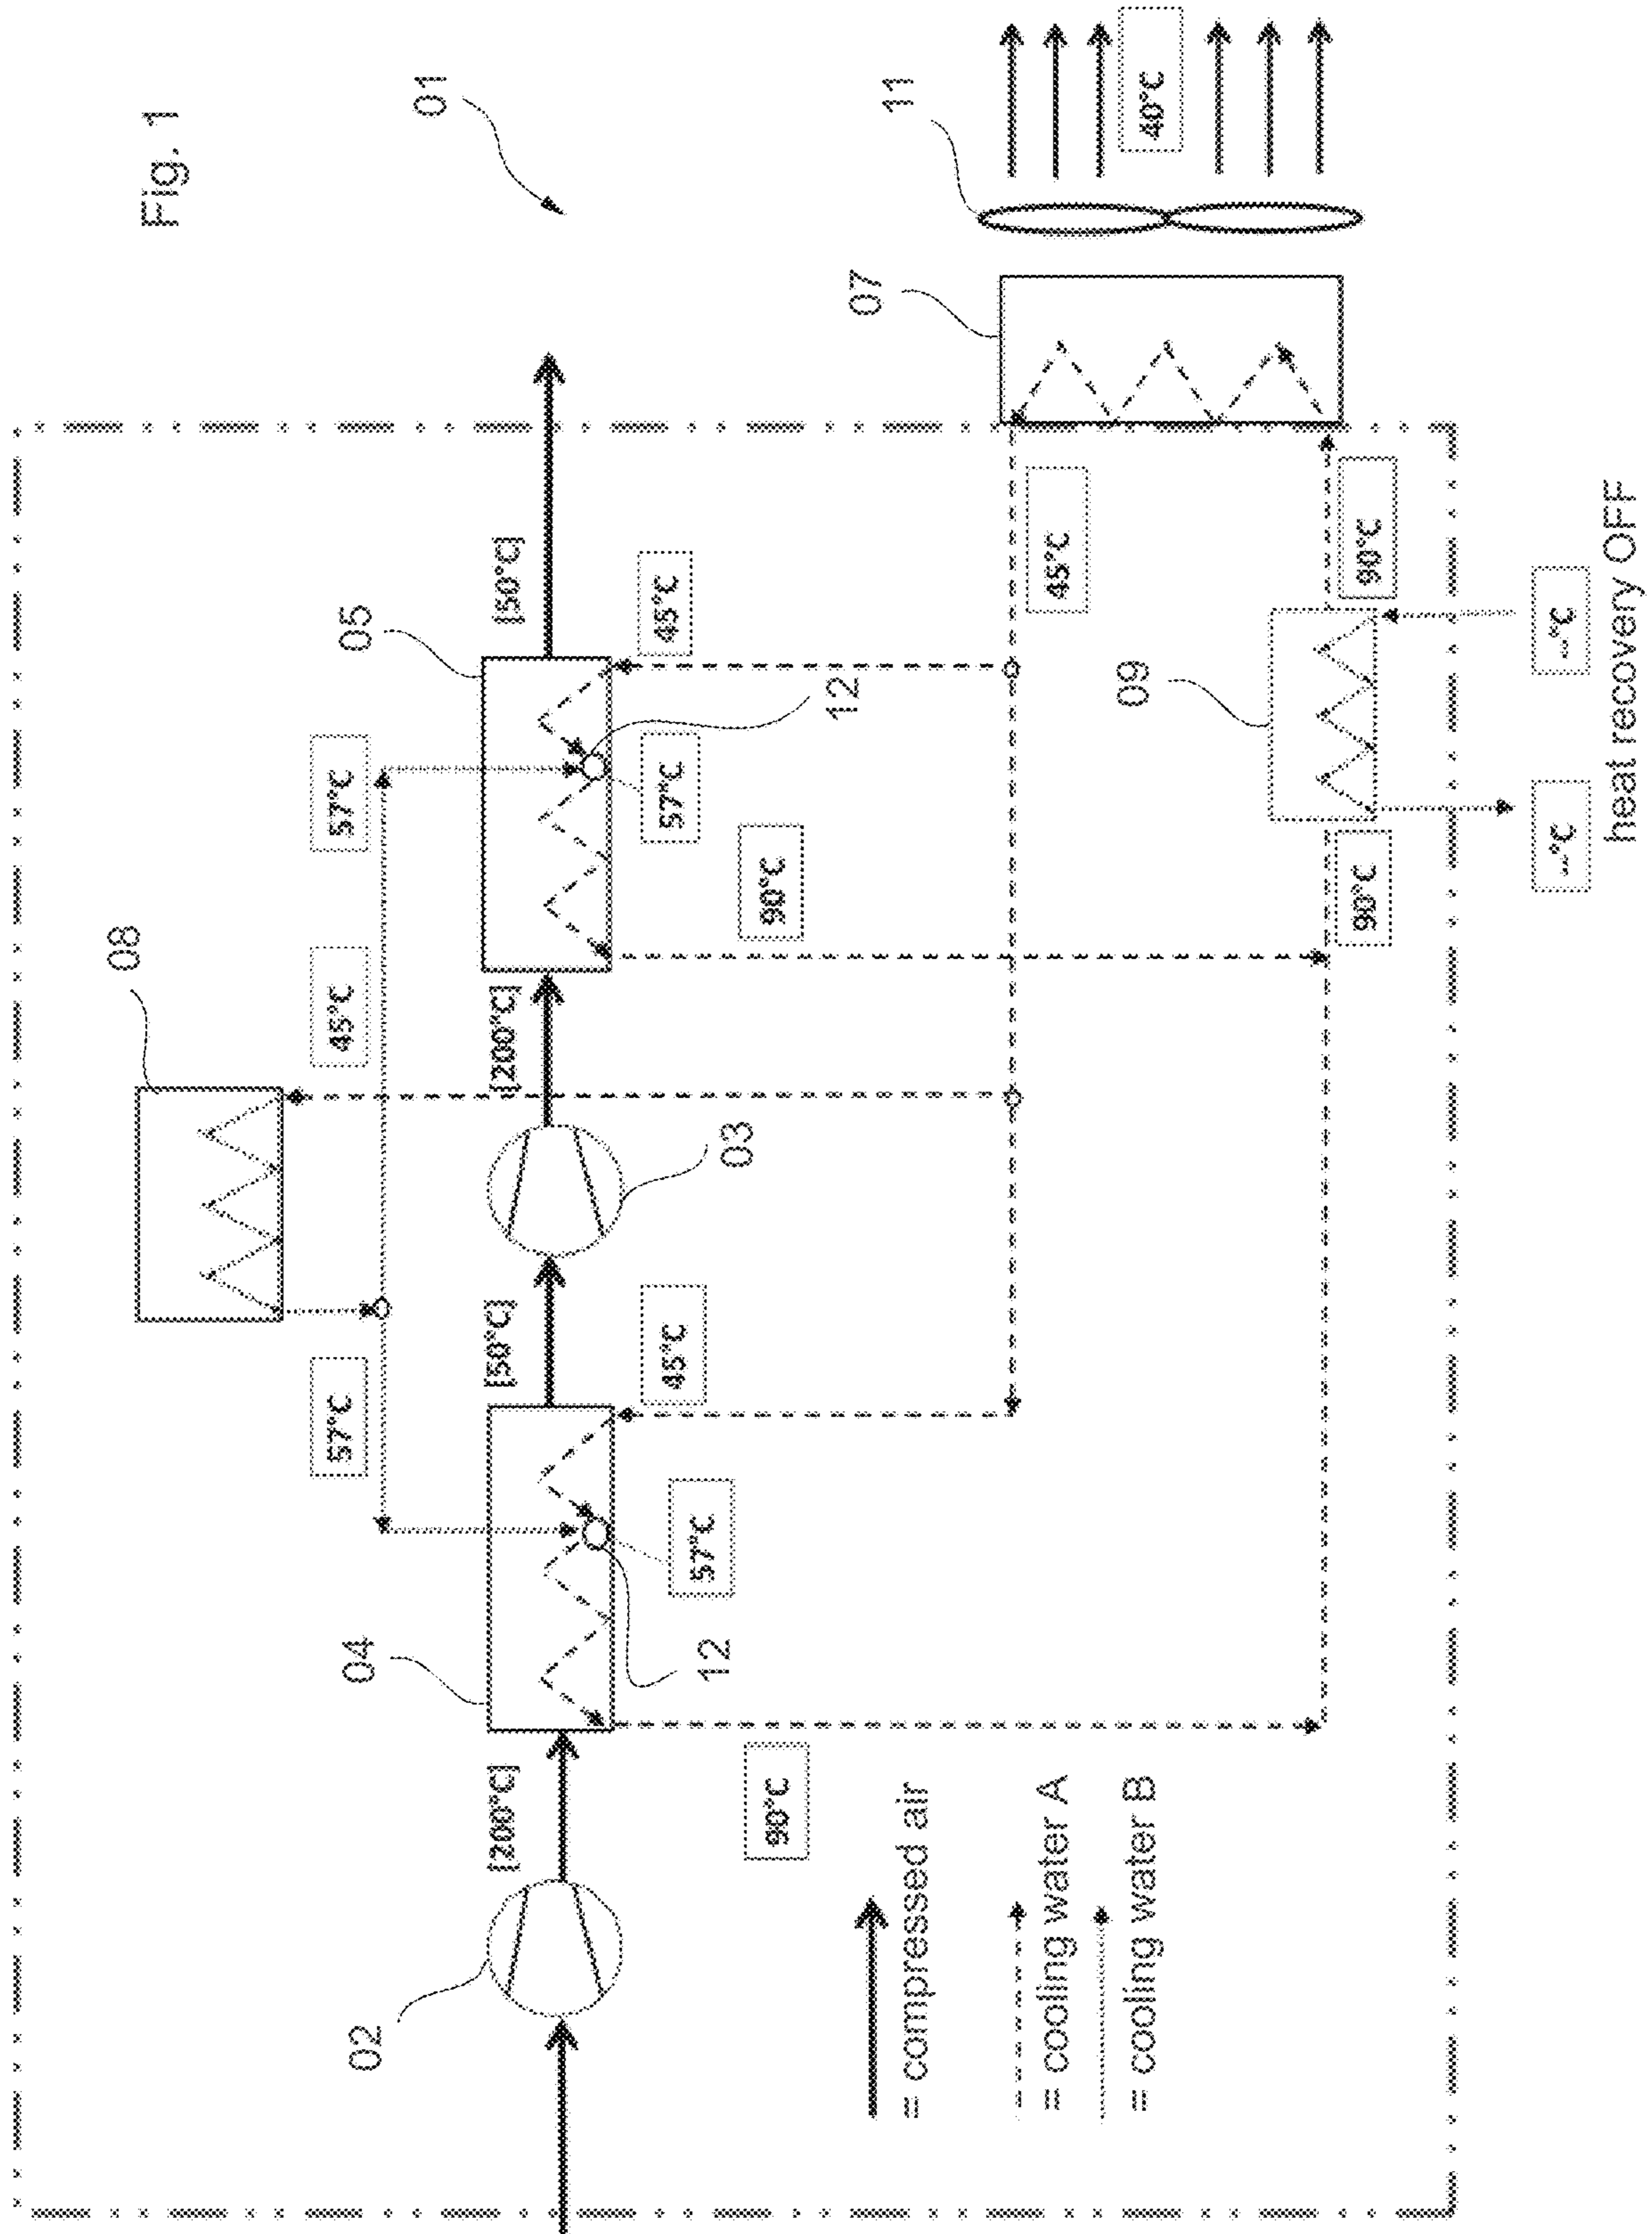 Fig. 1
01
08
57°C
45°C
57°C
04
05
02
[200°C]
[50°C]
[200°C]
[50°C]
12
57°C
45°C
03
57°C
12
45°C
90°C
90°C
07
11
45°C
40°C
= compressed air
= cooling water A
= cooling water B
09
90°C
90°C
--°C
--°C
heat recovery OFF